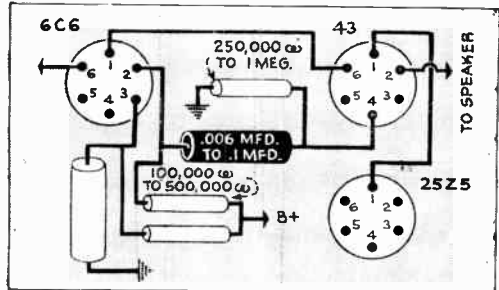 6C6
43
250,000 ω
( TO 1 MEG.
1
6
2
5
3
4
1
6
2
5
3
4
TO SPEAKER
.006 MFD.
TO .1 MFD.
100,000 (ω)
TO 500,000 (ω)
B+
25Z5
1
6
2
5
3
4